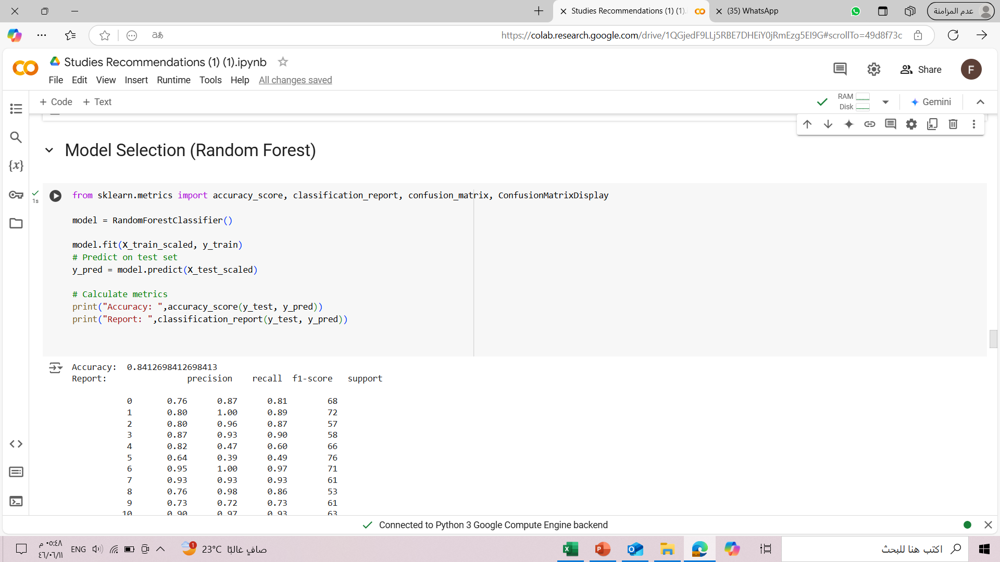 Studies Recommendations (1) (1).
(35) WhatsApp
عدم المزامنة
https://colab.research.google.com/drive/1QGjedF9LLj5RBE7DHEiY0jRmEzg5EI9G#scrollTo=49d8f73c
Studies Recommendations (1) (1).ipynb
File Edit View Insert Runtime Tools Help All changes saved
Share
F
+ Code + Text
RAM
Disk
Gemini
Model Selection (Random Forest)
1s
from sklearn.metrics import accuracy_score, classification_report, confusion_matrix, ConfusionMatrixDisplay
model = RandomForestClassifier()
model.fit(X_train_scaled, y_train)
# Predict on test set
y_pred = model.predict(X_test_scaled)
# Calculate metrics
print("Accuracy: ",accuracy_score(y_test, y_pred))
print("Report: ",classification_report(y_test, y_pred))
Accuracy: 0.8412698412698413
Report: precision recall f1-score support
0 0.76 0.87 0.81 68
1 0.80 1.00 0.89 72
2 0.80 0.96 0.87 57
3 0.87 0.93 0.90 58
4 0.82 0.47 0.60 66
5 0.64 0.39 0.49 76
6 0.95 1.00 0.97 71
7 0.93 0.93 0.93 61
8 0.76 0.98 0.86 53
9 0.73 0.72 0.73 61
10 0.90 0.97 0.93 63
Connected to Python 3 Google Compute Engine backend
٠٥:٤٨ م
٤٦/٠٦/١١
ENG
1
23°C صافٍ غالبًا
اكتب هنا للبحث